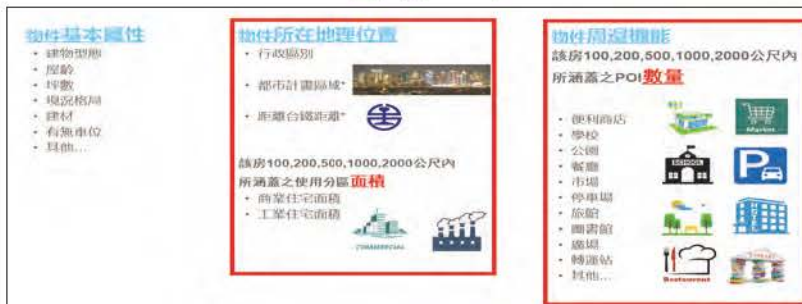 物件基本屬性
· 建物型態
· 屋齡
· 坪數
· 現況格局
· 建材
· 有無車位
· 其他...
物件所在地理位置
· 行政區別
· 都市計畫區域*
· 距離台鐵距離*
該房100,200,500,1000,2000公尺內
所涵蓋之使用分區面積
· 商業住宅面積
· 工業住宅面積
COMMERCIAL
物件周邊機能
該房100,200,500,1000,2000公尺內
所涵蓋之POI數量
· 便利商店
· 學校
· 公園
· 餐廳
· 市場
· 停車場
· 旅館
· 圖書館
· 廣場
· 轉運站
· 其他...
Market
SCHOOL
P
HOTEL
Restaurant